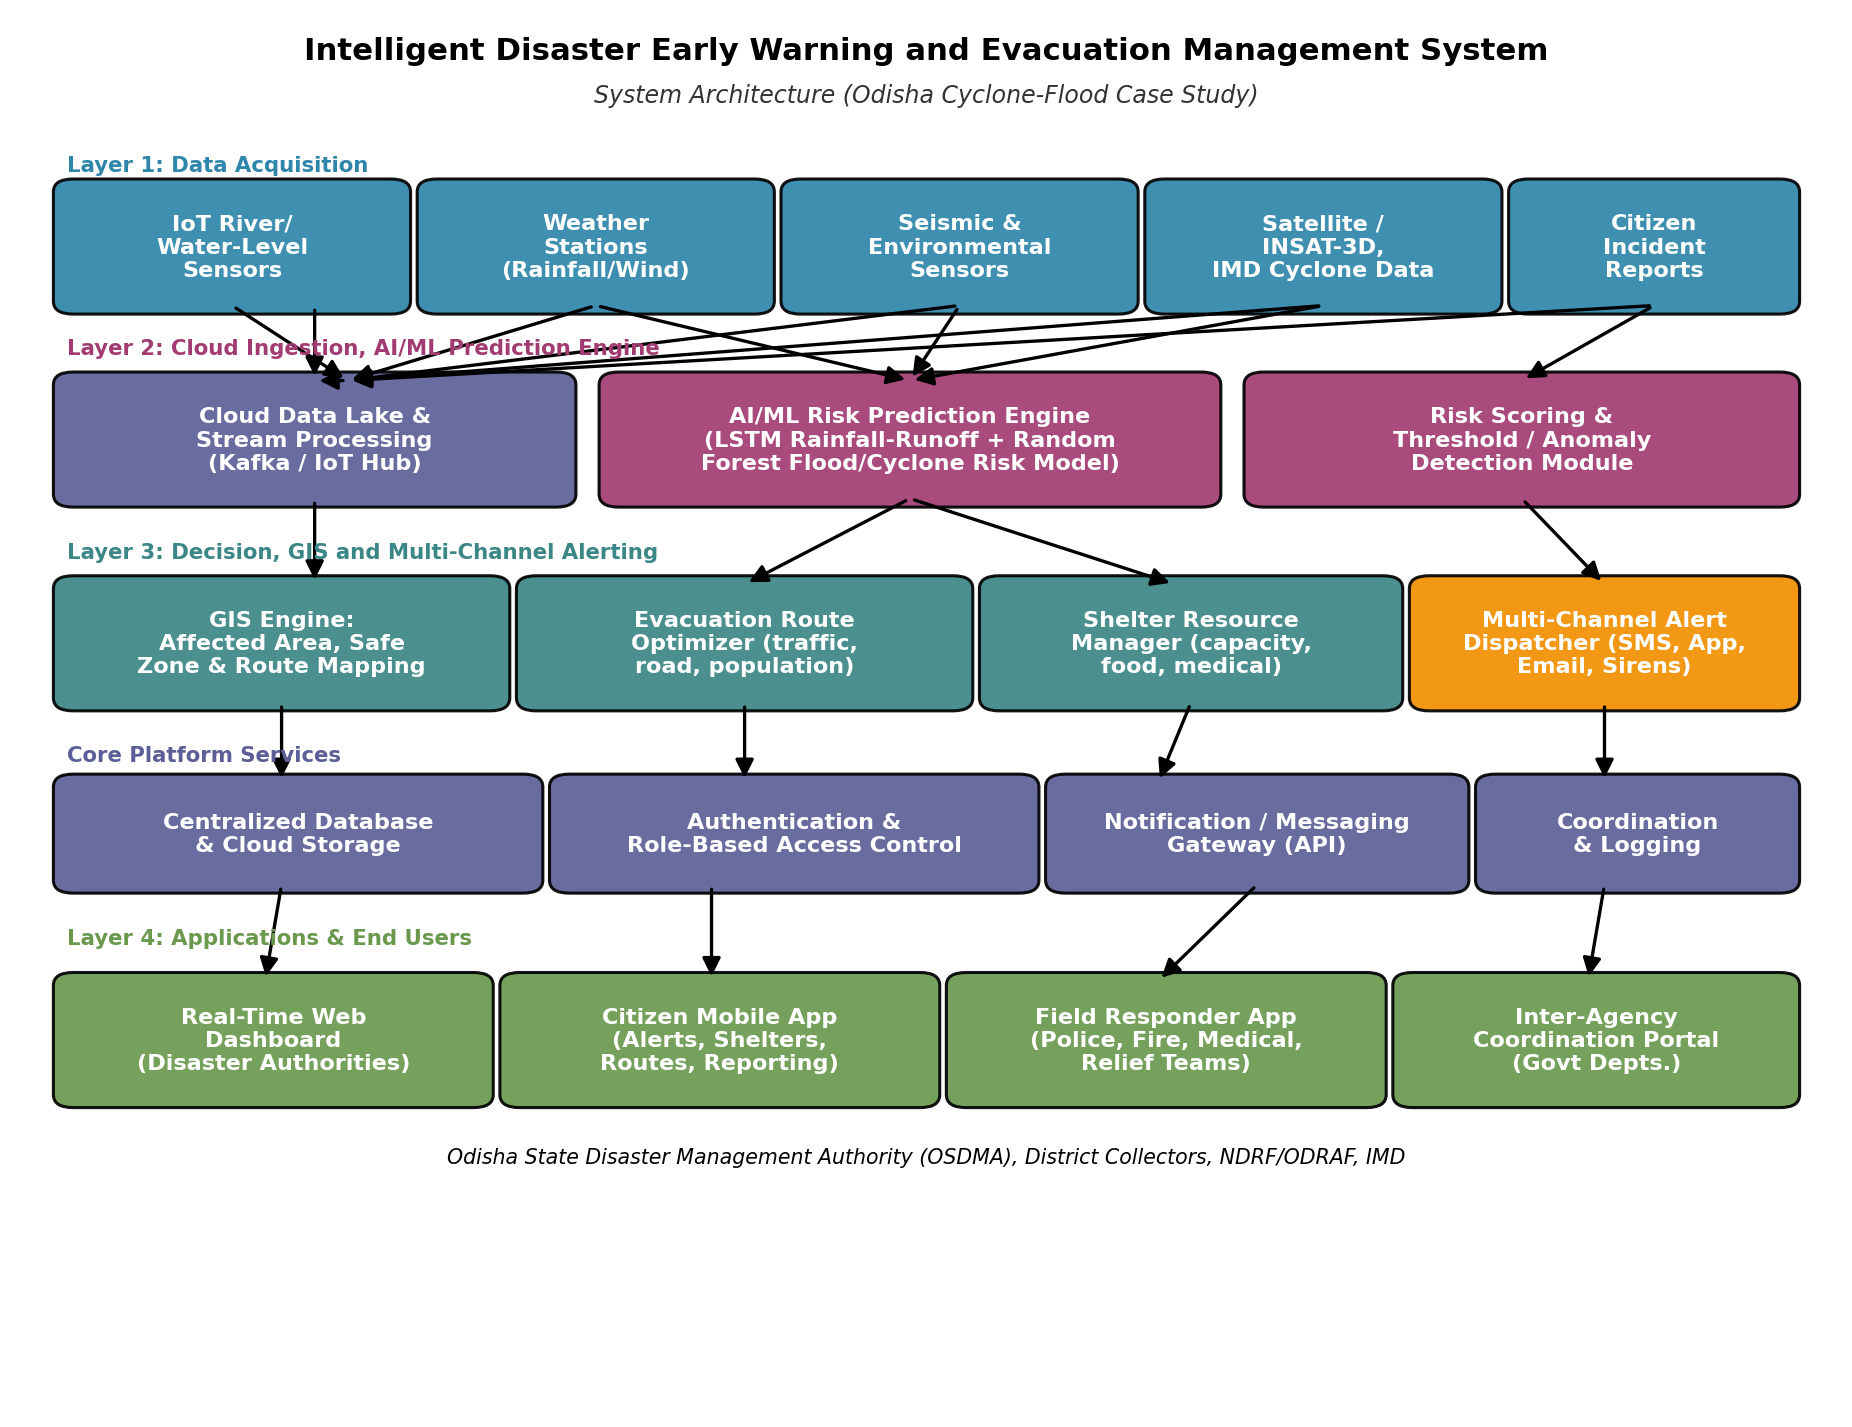 Intelligent Disaster Early Warning and Evacuation Management System
System Architecture (Odisha Cyclone-Flood Case Study)
Layer 1: Data Acquisition
IoT River/
Water-Level
Sensors
Weather
Stations
(Rainfall/Wind)
Seismic &
Environmental
Sensors
Satellite /
INSAT-3D,
IMD Cyclone Data
Citizen
Incident
Reports
Layer 2: Cloud Ingestion, AI/ML Prediction Engine
Cloud Data Lake &
Stream Processing
(Kafka / IoT Hub)
AI/ML Risk Prediction Engine
(LSTM Rainfall-Runoff + Random
Forest Flood/Cyclone Risk Model)
Risk Scoring &
Threshold / Anomaly
Detection Module
Layer 3: Decision, GIS and Multi-Channel Alerting
GIS Engine:
Affected Area, Safe
Zone & Route Mapping
Evacuation Route
Optimizer (traffic,
road, population)
Shelter Resource
Manager (capacity,
food, medical)
Multi-Channel Alert
Dispatcher (SMS, App,
Email, Sirens)
Core Platform Services
Centralized Database
& Cloud Storage
Authentication &
Role-Based Access Control
Notification / Messaging
Gateway (API)
Coordination
& Logging
Layer 4: Applications & End Users
Real-Time Web
Dashboard
(Disaster Authorities)
Citizen Mobile App
(Alerts, Shelters,
Routes, Reporting)
Field Responder App
(Police, Fire, Medical,
Relief Teams)
Inter-Agency
Coordination Portal
(Govt Depts.)
Odisha State Disaster Management Authority (OSDMA), District Collectors, NDRF/ODRAF, IMD